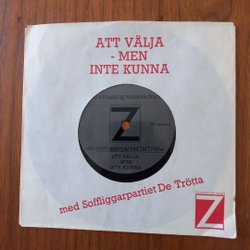 ATT VÄLJA
- MEN
INTE KUNNA
Z
ATT VÄLJA
MEN
INTE KUNNA
med Soffliggarpartiet De Trötta
Z